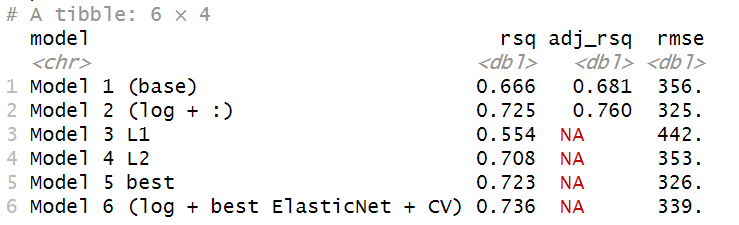 # A tibble: 6 × 4
model rsq adj_rsq rmse
<chr> <dbl> <dbl> <dbl>
1 Model 1 (base) 0.666 0.681 356.
2 Model 2 (log + :) 0.725 0.760 325.
3 Model 3 L1 0.554 NA 442.
4 Model 4 L2 0.708 NA 353.
5 Model 5 best 0.723 NA 326.
6 Model 6 (log + best ElasticNet + CV) 0.736 NA 339.